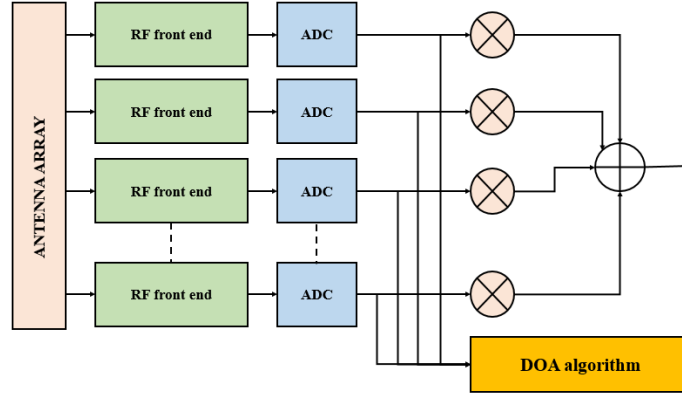 ANTENNA ARRAY
RF front end
ADC
RF front end
ADC
RF front end
ADC
RF front end
ADC
DOA algorithm